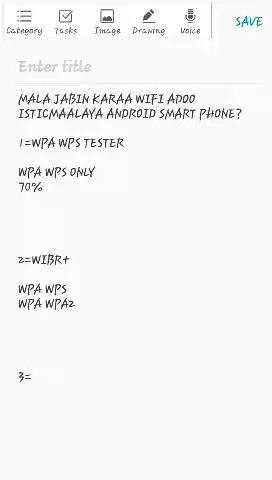 Category Tasks Image Drawing Voice SAVE
Enter title
MALA JABIN KARAA WIFI ADOO
ISTICMAALAYA ANDROID SMART PHONE?
1=WPA WPS TESTER
WPA WPS ONLY
70%
2=WIBR+
WPA WPS
WPA WPA2
3=